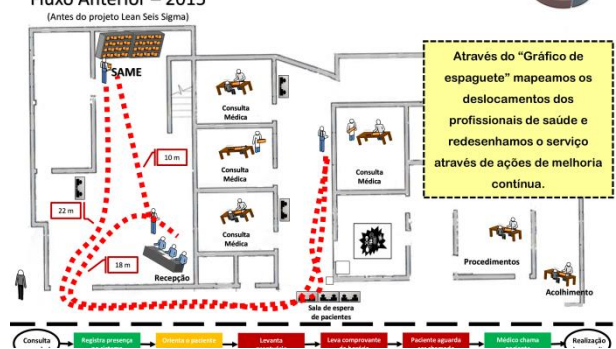 Fluxo Anterior – 2015
(Antes do projeto Lean Seis Sigma)
Através do “Gráfico de
espaguete” mapeamos os
deslocamentos dos
profissionais de saúde e
redesenhamos o serviço
através de ações de melhoria
contínua.
SAME
Consulta
Médica
Consulta
Médica
Consulta
Médica
Consulta
Médica
10 m
22 m
18 m
Recepção
Procedimentos
Acolhimento
Sala de espera
de pacientes
Consulta
Registra presença
Orienta o paciente
Levanta
Leva comprovante
Paciente aguarda
Médico chama
Realização